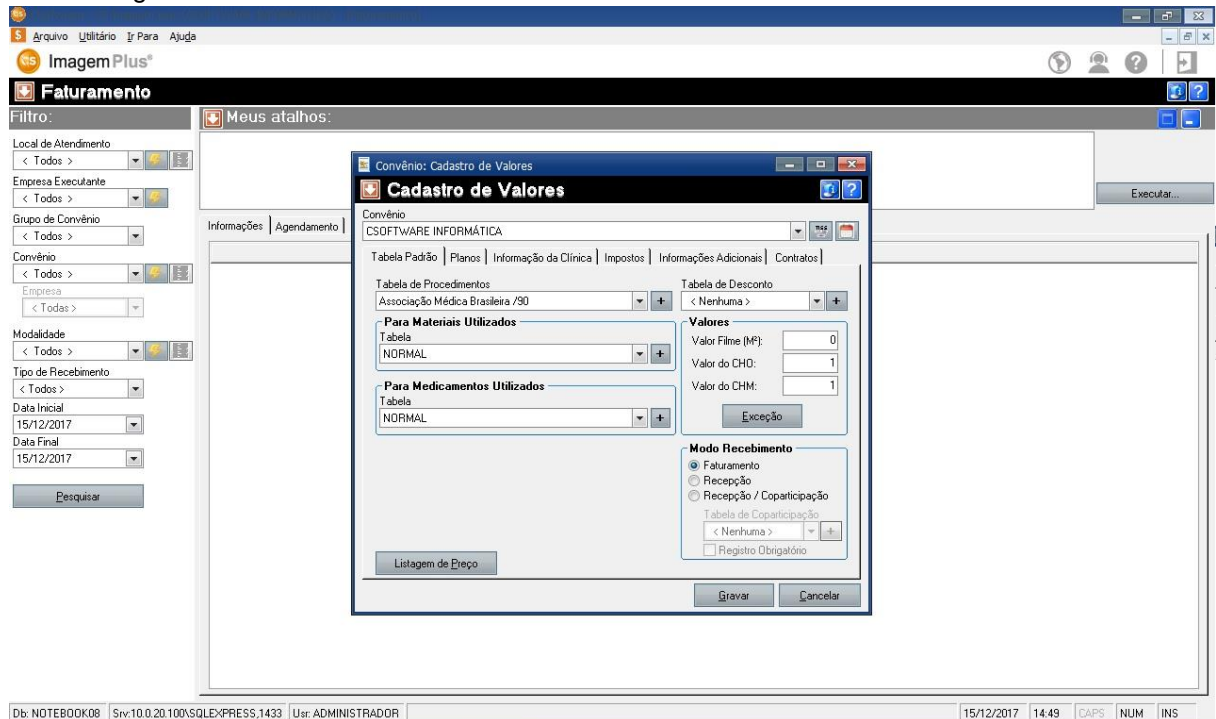 Arquivo Utilitário Ir Para Ajuda
ImagemPlus®
Faturamento
Filtro:
Meus atalhos:
Local de Atendimento
< Todos >
Empresa Executante
< Todos >
Grupo de Convênio
< Todos >
Convênio
< Todos >
Empresa
< Todas >
Modalidade
< Todos >
Tipo de Recebimento
< Todos >
Data Inicial
15/12/2017
Data Final
15/12/2017
Pesquisar
Executar...
Informações Agendamento
Convênio: Cadastro de Valores
Cadastro de Valores
Convênio
CSOFTWARE INFORMÁTICA
Tabela Padrão Planos Informação da Clínica Impostos Informações Adicionais Contratos
Tabela de Procedimentos
Associação Médica Brasileira /90
Tabela de Desconto
< Nenhuma >
Para Materiais Utilizados
Tabela
NORMAL
Para Medicamentos Utilizados
Tabela
NORMAL
Valores
Valor Filme (M²): 0
Valor do CHO: 1
Valor do CHM: 1
Exceção
Modo Recebimento
Faturamento
Recepção
Recepção / Coparticipação
Tabela de Coparticipação
< Nenhuma >
Registro Obrigatório
Listagem de Preço
Gravar Cancelar
Db: NOTEBOOK08 Srv:10.0.20.100\SQLEXPRESS,1433 Usr: ADMINISTRADOR 15/12/2017 14:49 CAPS NUM INS